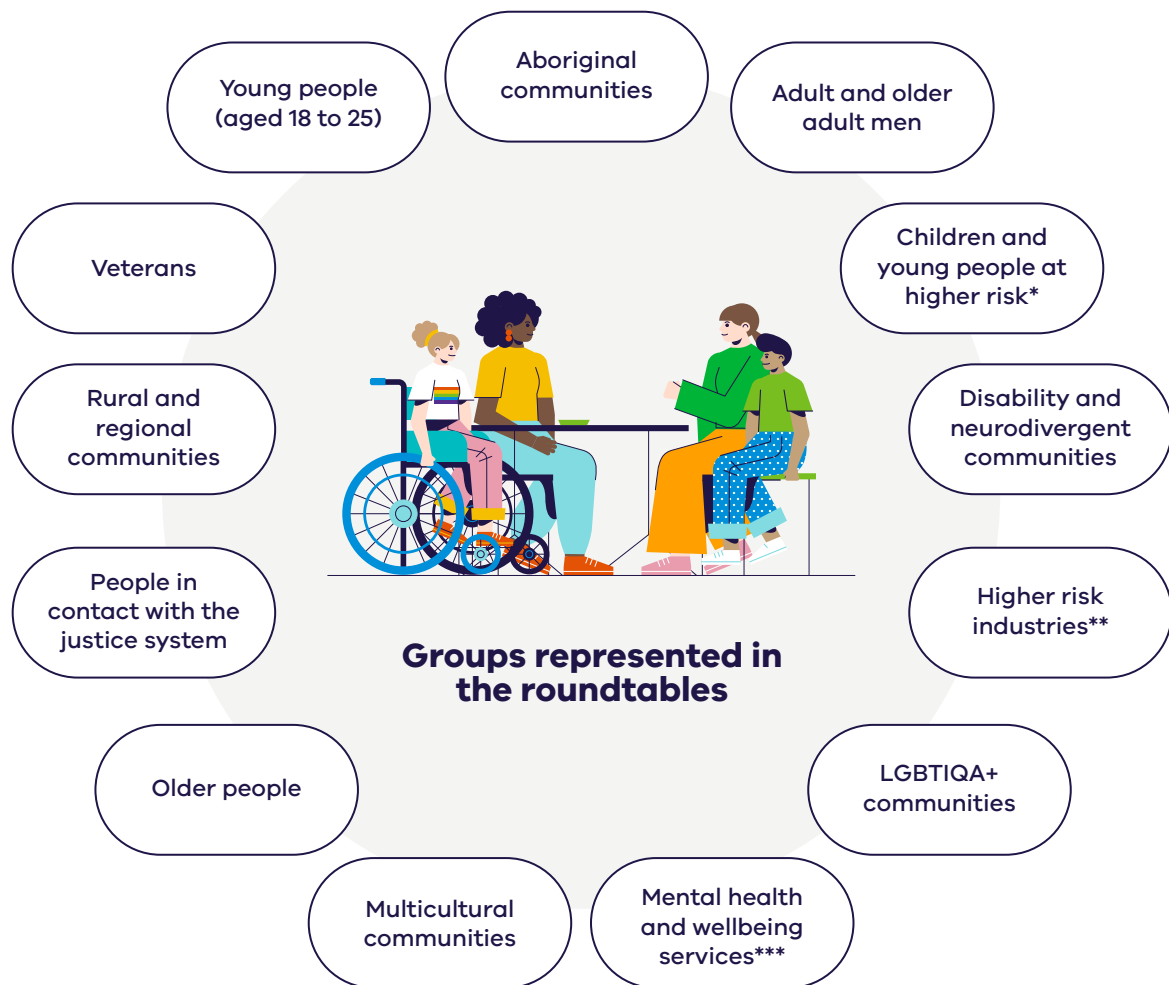 Aboriginal
communities
Adult and older
adult men
Children and
young people at
higher risk*
Disability and
neurodivergent
communities
Higher risk
industries**
LGBTIQA+
communities
Mental health
and wellbeing
services***
Multicultural
communities
Older people
People in
contact with the
justice system
Rural and
regional
communities
Veterans
Young people
(aged 18 to 25)
Groups represented in
the roundtables